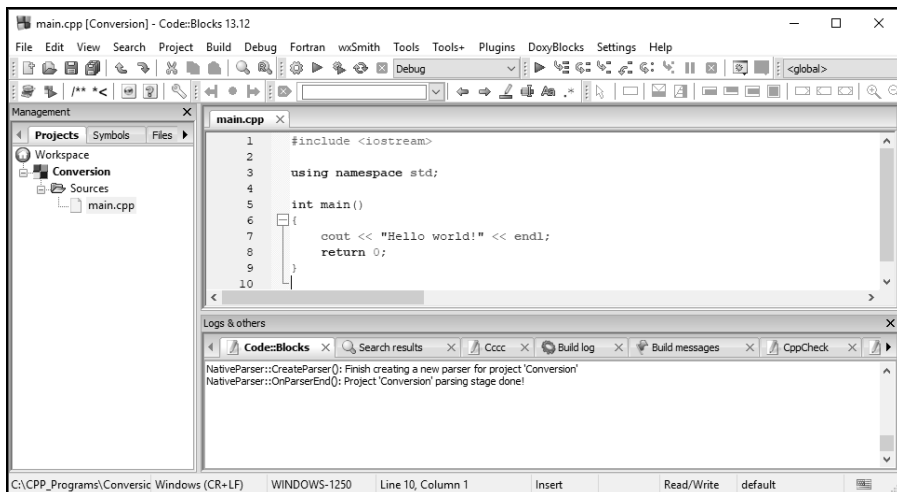 main.cpp [Conversion] - Code::Blocks 13.12
File Edit View Search Project Build Debug Fortran wxSmith Tools Tools+ Plugins DoxyBlocks Settings Help
Debug
<global>
/** *<
.*
Management
Projects Symbols Files
Workspace
Conversion
Sources
main.cpp
main.cpp
1 #include <iostream>
2
3 using namespace std;
4
5 int main()
6 {
7 cout << "Hello world!" << endl;
8 return 0;
9 }
10
Logs & others
Code::Blocks Search results Cccc Build log Build messages CppCheck
NativeParser::CreateParser(): Finish creating a new parser for project 'Conversion'
NativeParser::OnParserEnd(): Project 'Conversion' parsing stage done!
C:\CPP_Programs\Conversic Windows (CR+LF) WINDOWS-1250 Line 10, Column 1 Insert Read/Write default